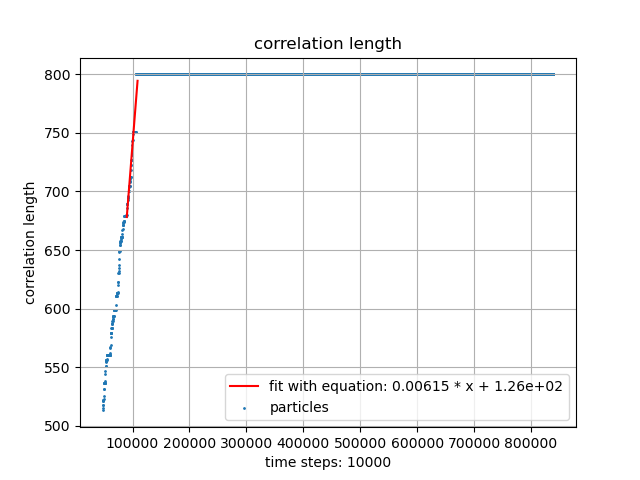 correlation length
correlation length
800
750
700
650
600
550
500
fit with equation: 0.00615 * x + 1.26e+02
particles
100000 200000 300000 400000 500000 600000 700000 800000
time steps: 10000